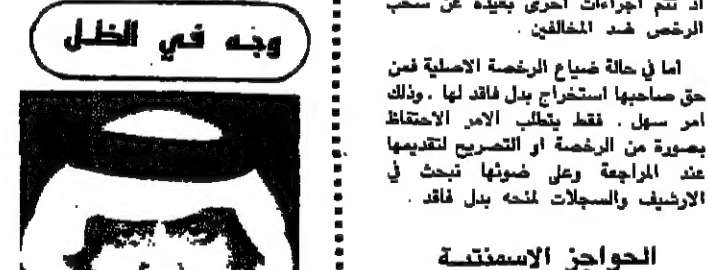 وجه في الظل
اذ تتم اجراءات اخرى بعيدة عن سحب
الرخص ضد المخالفين .
اما في حالة ضياع الرخصة الاصلية فمن
حق صاحبها استخراج بدل فاقد لها . وذلك
امر سهل . فقط يتطلب الامر الاحتفاظ
بصورة من الرخصة او التصريح لتقديمها
عند المراجعة وعلى ضوئها نبحث في
الارشيف والسجلات لمنحه بدل فاقد .
الحواجز الاسمنتية